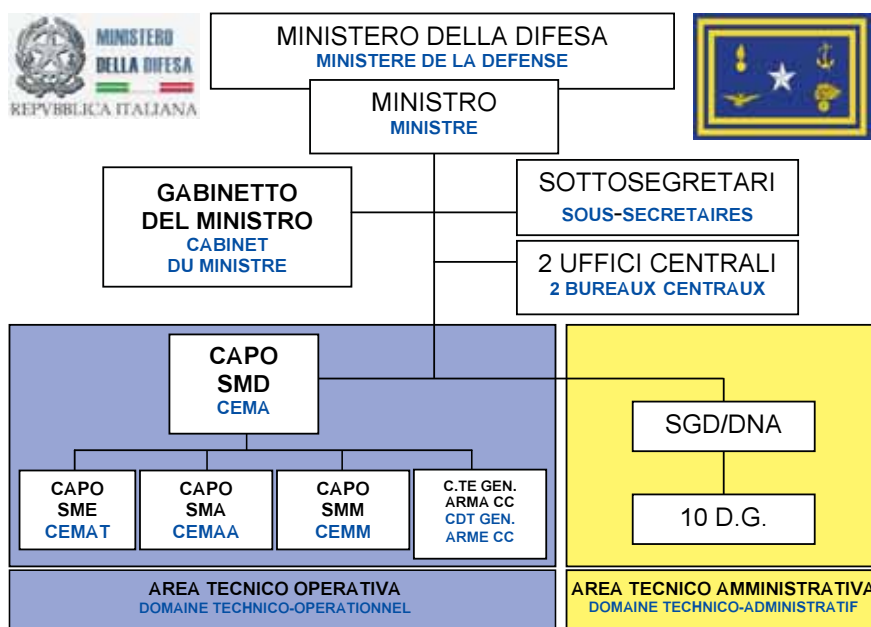 MINISTERO
DELLA DIFESA
REPVBBLICA ITALIANA
MINISTERO DELLA DIFESA
MINISTERE DE LA DEFENSE
MINISTRO
MINISTRE
GABINETTO
DEL MINISTRO
CABINET
DU MINISTRE
SOTTOSEGRETARI
SOUS-SECRETAIRES
2 UFFICI CENTRALI
2 BUREAUX CENTRAUX
CAPO
SMD
CEMA
SGD/DNA
CAPO
SME
CEMAT
CAPO
SMA
CEMAA
CAPO
SMM
CEMM
C.TE GEN.
ARMA CC
CDT GEN.
ARME CC
10 D.G.
AREA TECNICO OPERATIVA
DOMAINE TECHNICO-OPERATIONNEL
AREA TECNICO AMMINISTRATIVA
DOMAINE TECHNICO-ADMINISTRATIF